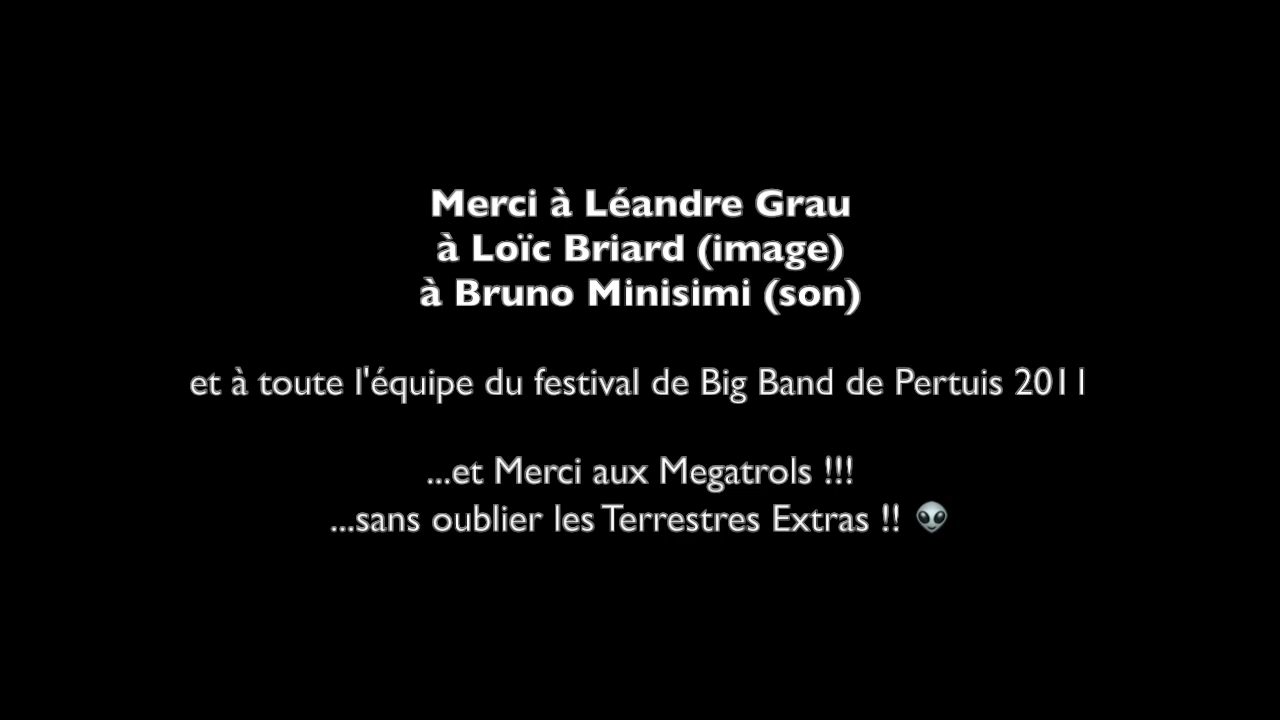 Merci à Léandre Grau
à Loïc Briard (image)
à Bruno Minisimi (son)
et à toute l'équipe du festival de Big Band de Pertuis 2011
...et Merci aux Megatrols !!!
...sans oublier les Terrestres Extras !! 👽